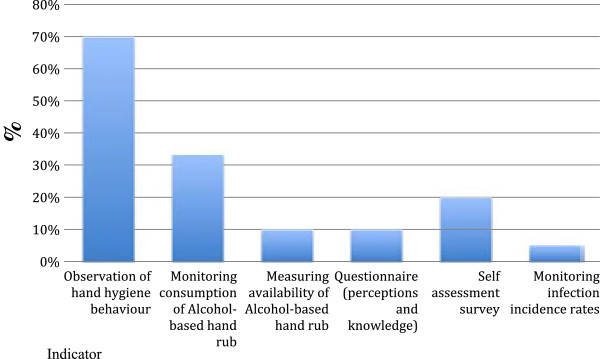 80%
70%
60%
50%
40%
30%
20%
10%
0%
%
Observation of
hand hygiene
behaviour
Monitoring
consumption
of Alcohol-
based hand
rub
Measuring
availability of
Alcohol-based
hand rub
Questionnaire
(perceptions
and
knowledge)
Self
assessment
survey
Monitoring
infection
incidence rates
Indicator